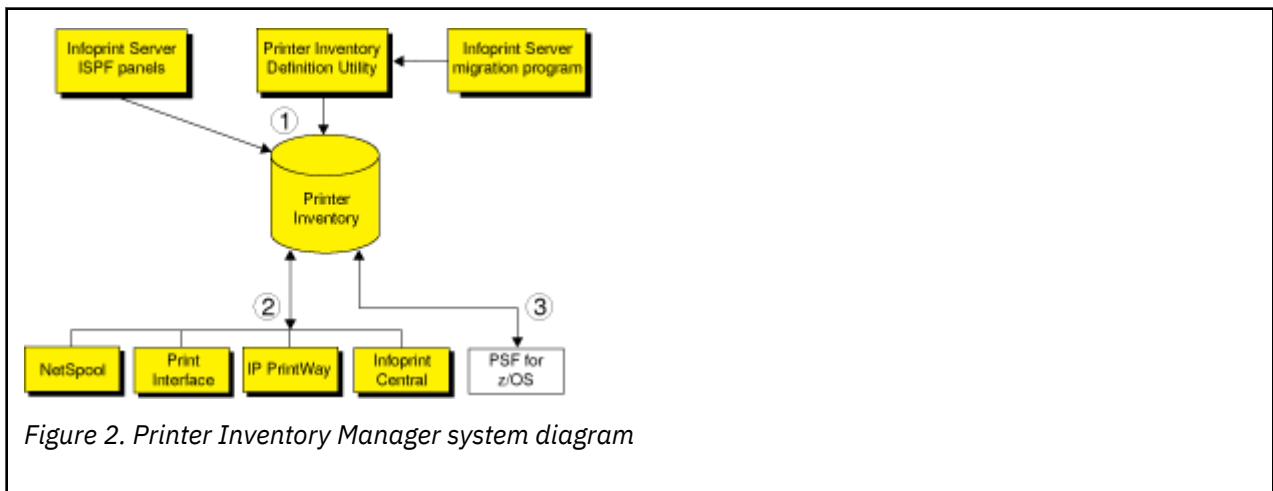 Infoprint Server
ISPF panels
Printer Inventory
Definition Utility
Infoprint Server
migration program
1
Printer
Inventory
2
3
NetSpool
Print
Interface
IP PrintWay
Infoprint
Central
PSF for
z/OS
Figure 2. Printer Inventory Manager system diagram